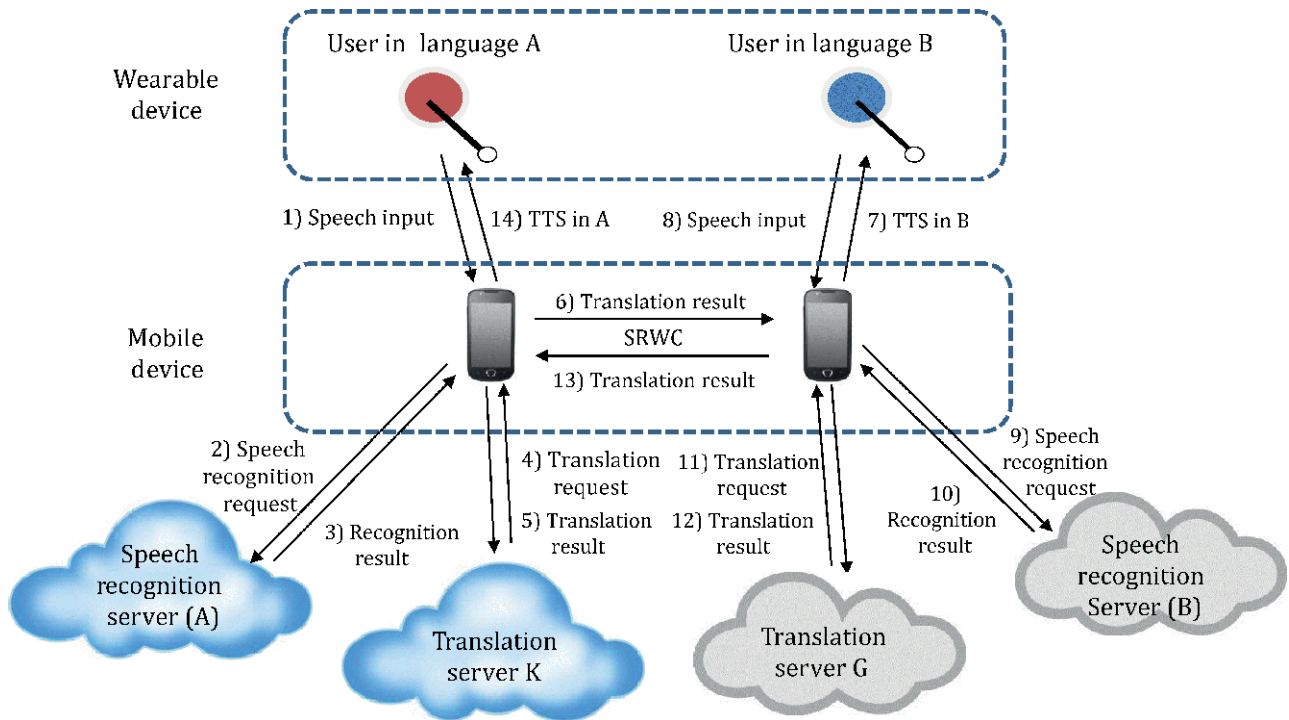 User in language A
User in language B
Wearable
device
1) Speech input
14) TTS in A
8) Speech input
7) TTS in B
Mobile
device
6) Translation result
SRWC
13) Translation result
2) Speech
recognition
request
3) Recognition
result
4) Translation
request
5) Translation
result
11) Translation
request
12) Translation
result
9) Speech
recognition
request
10)
Recognition
result
Speech
recognition
server (A)
Translation
server K
Translation
server G
Speech
recognition
Server (B)